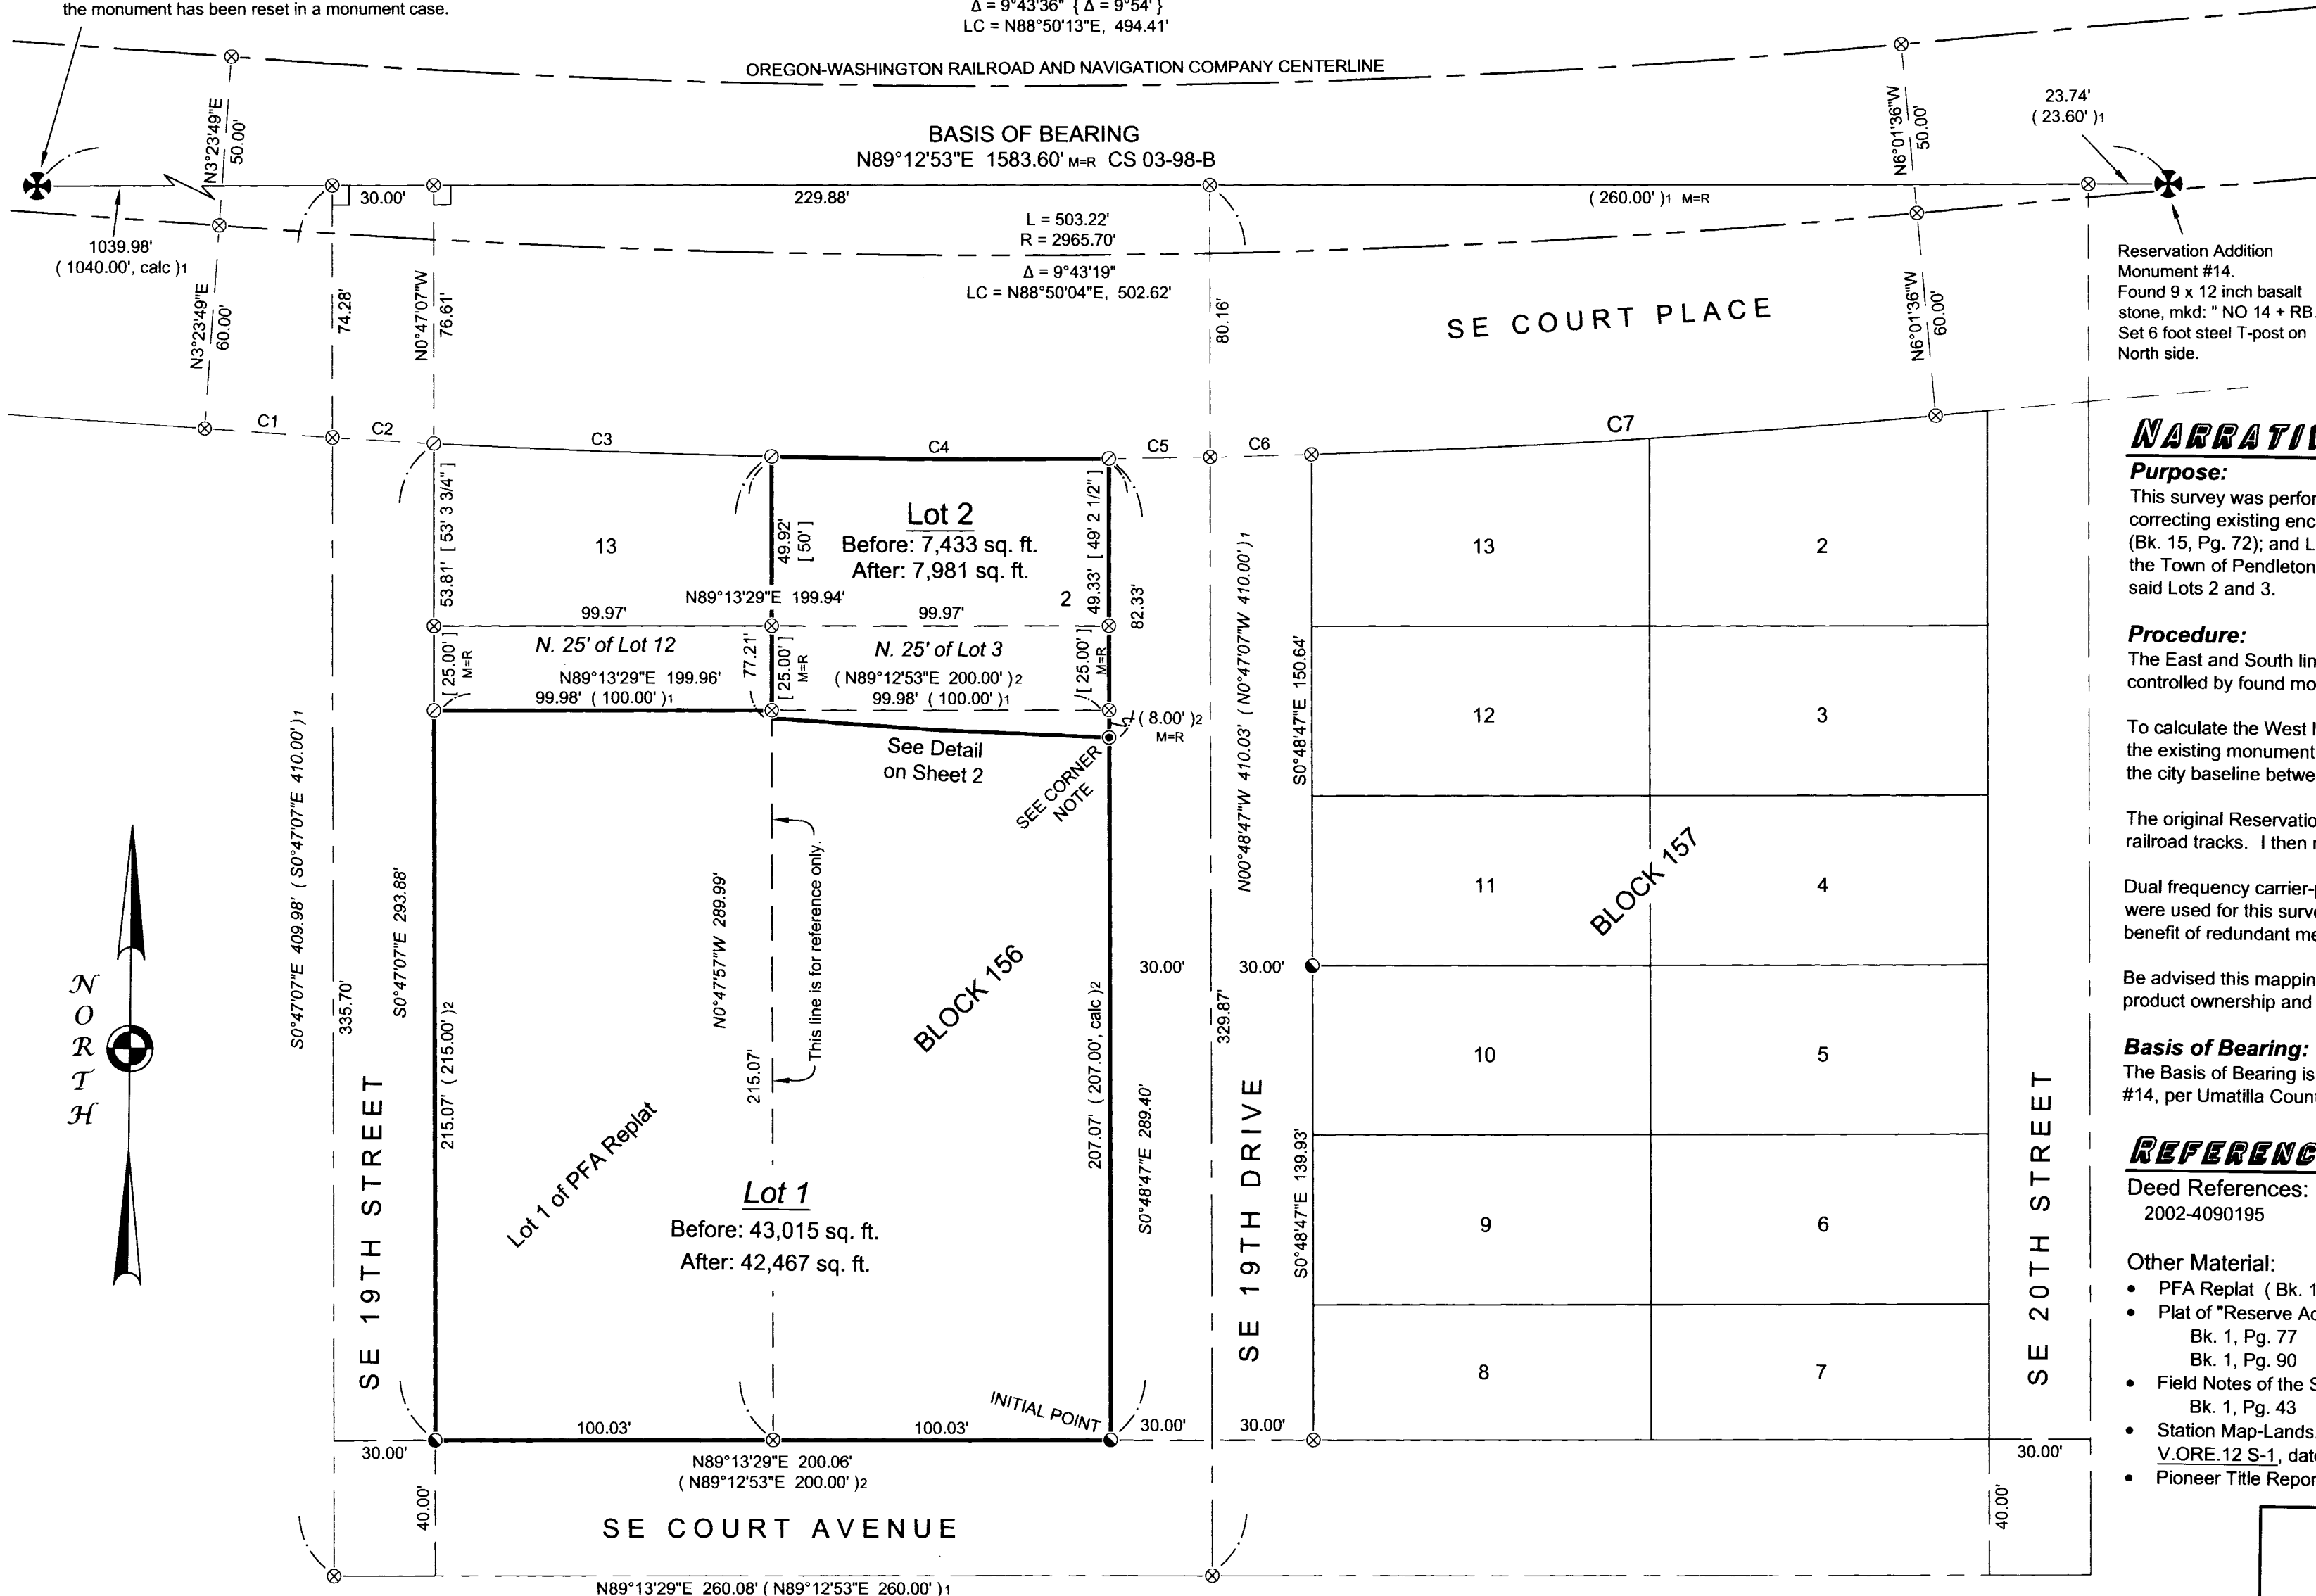 the monument has been reset in a monument case.
Δ = 9°43'36" { Δ = 9°54' }
LC = N88°50'13"E, 494.41'
OREGON-WASHINGTON RAILROAD AND NAVIGATION COMPANY CENTERLINE
N3°23'49"E
50.00'
BASIS OF BEARING
N89°12'53"E 1583.60' M=R CS 03-98-B
N6°01'36"W
50.00'
23.74'
( 23.60' )1
30.00'
229.88'
( 260.00' )1 M=R
1039.98'
( 1040.00', calc )1
L = 503.22'
R = 2965.70'
Δ = 9°43'19"
LC = N88°50'04"E, 502.62'
N3°23'49"E
60.00'
74.28'
N0°47'07"W
76.61'
80.16'
SE COURT PLACE
N6°01'36"W
60.00'
Reservation Addition
Monument #14.
Found 9 x 12 inch basalt
stone, mkd: " NO 14 + RB.
Set 6 foot steel T-post on
North side.
C1
C2
C3
C4
C5
C6
C7
53.81' [ 53' 3 3/4" ]
13
49.92'
[ 50' ]
Lot 2
Before: 7,433 sq. ft.
After: 7,981 sq. ft.
49.33' [ 49' 2 1/2" ]
82.33'
N89°13'29"E 199.94'
2
99.97'
99.97'
[ 25.00' ]
M=R
N. 25' of Lot 12
77.21'
[ 25.00' ]
M=R
N. 25' of Lot 3
[ 25.00' ]
M=R
N89°13'29"E 199.96'
( N89°12'53"E 200.00' )2
99.98' ( 100.00' )1
99.98' ( 100.00' )1
( 8.00' )2
M=R
See Detail
on Sheet 2
SEE CORNER
NOTE
S0°47'07"E 409.98' ( S0°47'07"E 410.00' )1
335.70'
S0°47'07"E 293.88'
215.07' ( 215.00' )2
N0°47'57"W 289.99'
215.07'
This line is for reference only.
BLOCK 156
Lot 1 of PFA Replat
Lot 1
Before: 43,015 sq. ft.
After: 42,467 sq. ft.
207.07' ( 207.00', calc )2
S0°48'47"E 289.40'
30.00'
30.00'
N00°48'47"W 410.03' ( N0°47'07"W 410.00' )1
329.87'
S0°48'47"E 150.64'
S0°48'47"E 139.93'
13
2
12
3
11
4
BLOCK 157
10
5
9
6
8
7
NORTH
SE 19TH STREET
SE 19TH DRIVE
SE 20TH STREET
INITIAL POINT
100.03'
100.03'
30.00'
30.00'
30.00'
30.00'
N89°13'29"E 200.06'
( N89°12'53"E 200.00' )2
40.00'
40.00'
SE COURT AVENUE
N89°13'29"E 260.08' ( N89°12'53"E 260.00' )1
NARRATI
Purpose:
This survey was perfor
correcting existing enc
(Bk. 15, Pg. 72); and L
the Town of Pendleton
said Lots 2 and 3.
Procedure:
The East and South lin
controlled by found mo
To calculate the West l
the existing monument
the city baseline betwe
The original Reservatio
railroad tracks. I then r
Dual frequency carrier-p
were used for this surve
benefit of redundant me
Be advised this mappin
product ownership and
Basis of Bearing:
The Basis of Bearing is
#14, per Umatilla Count
REFERENC
Deed References:
2002-4090195
Other Material:
• PFA Replat ( Bk. 1
• Plat of "Reserve Ad
Bk. 1, Pg. 77
Bk. 1, Pg. 90
• Field Notes of the S
Bk. 1, Pg. 43
• Station Map-Lands.
V.ORE.12 S-1, date
• Pioneer Title Repor